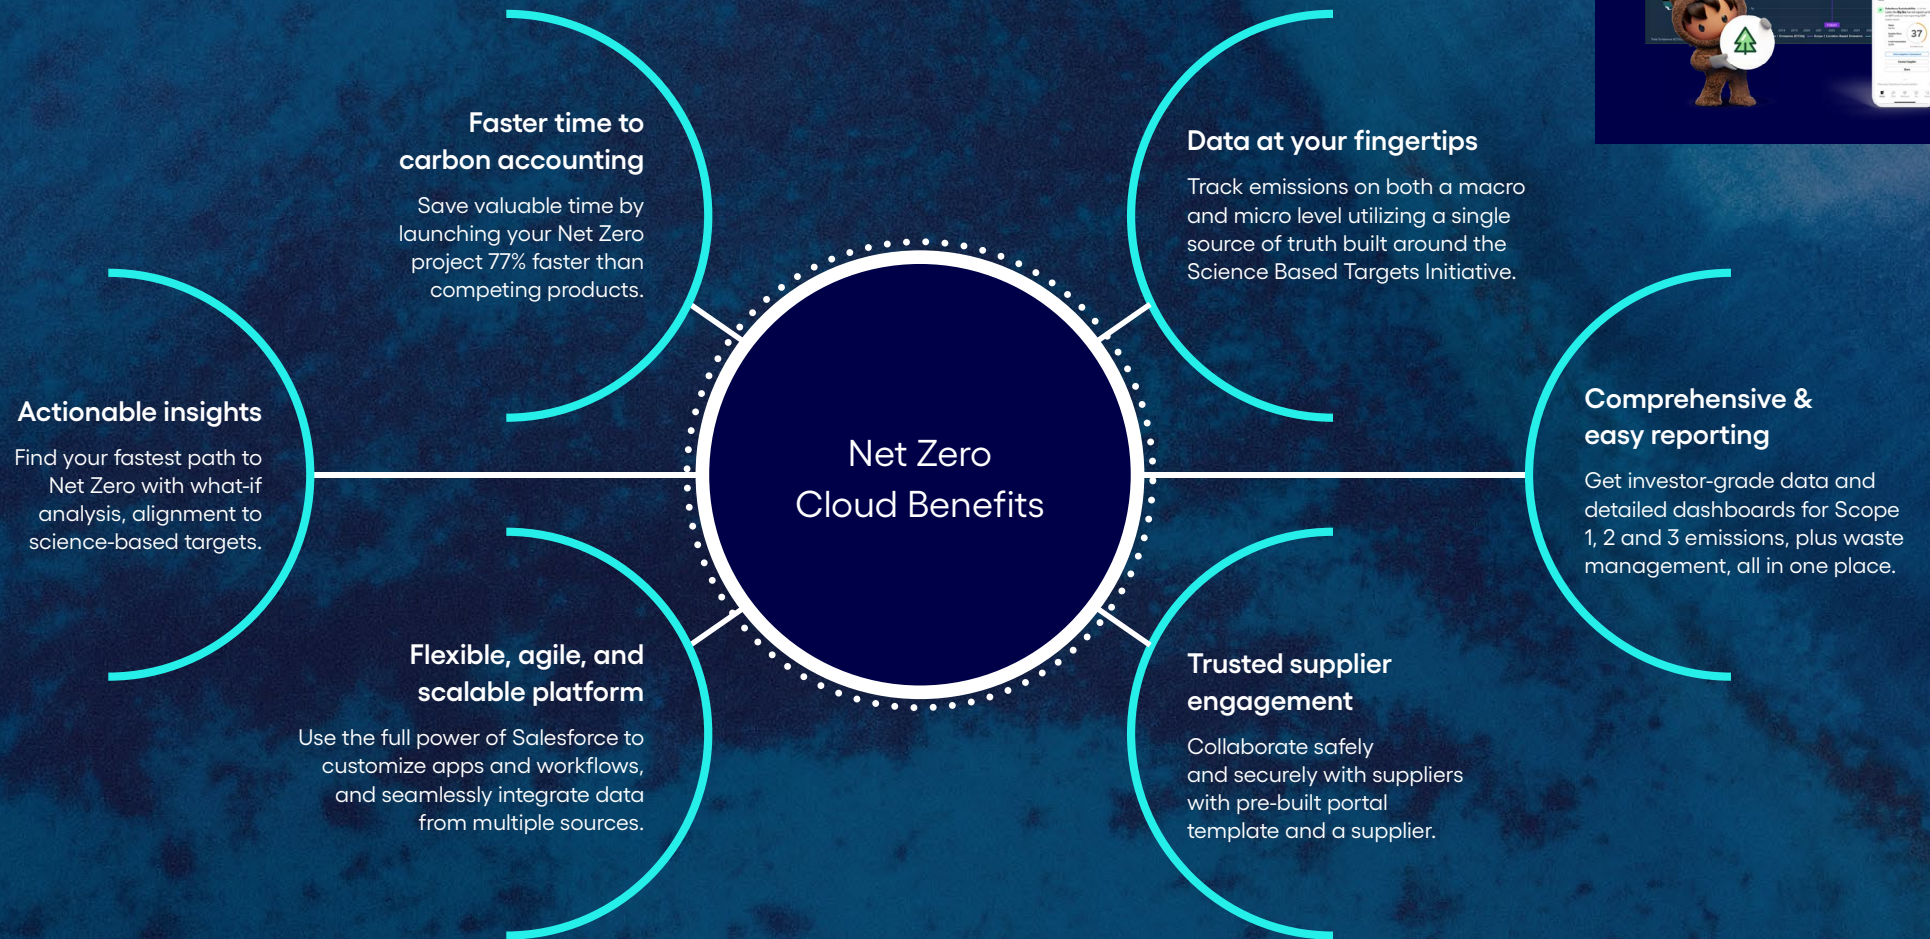 Faster time to
carbon accounting
Save valuable time by
launching your Net Zero
project 77% faster than
competing products.
Data at your fingertips
Track emissions on both a macro
and micro level utilizing a single
source of truth built around the
Science Based Targets Initiative.
37
Actionable insights
Find your fastest path to
Net Zero with what-if
analysis, alignment to
science-based targets.
Net Zero
Cloud Benefits
Comprehensive &
easy reporting
Get investor-grade data and
detailed dashboards for Scope
1, 2 and 3 emissions, plus waste
management, all in one place.
Flexible, agile, and
scalable platform
Use the full power of Salesforce to
customize apps and workflows,
and seamlessly integrate data
from multiple sources.
Trusted supplier
engagement
Collaborate safely
and securely with suppliers
with pre-built portal
template and a supplier.